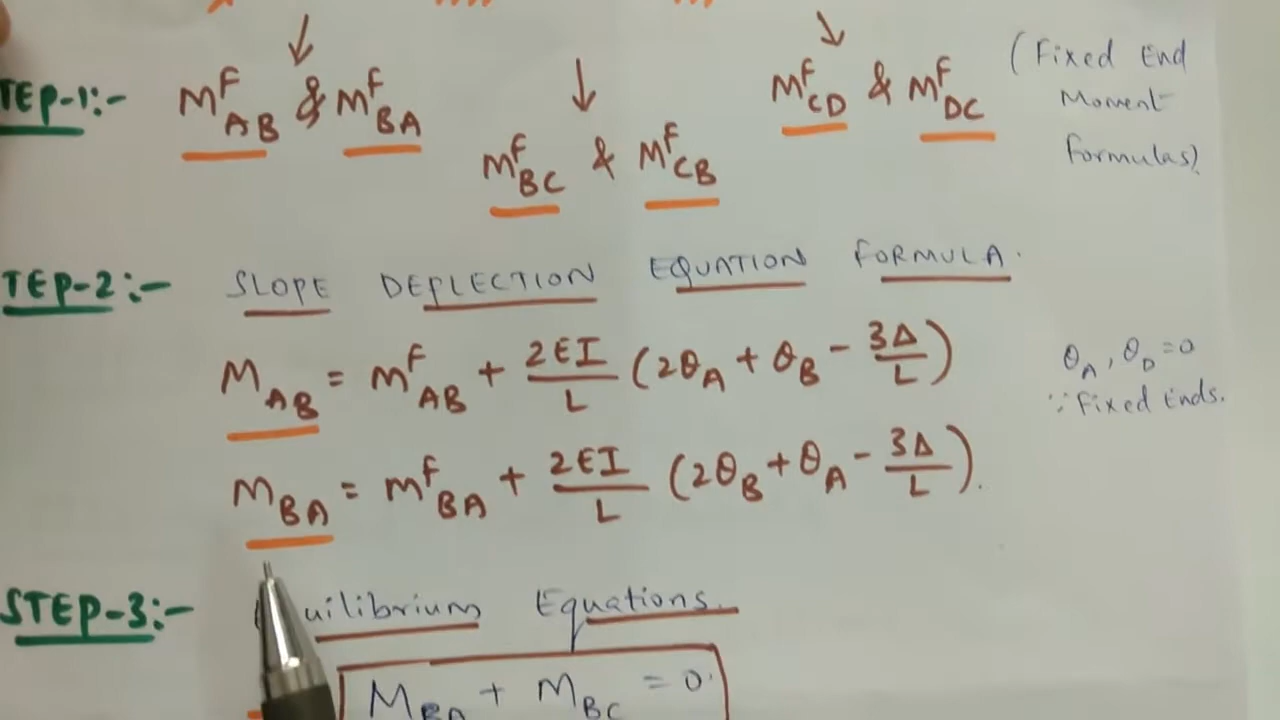 TEP-1:- M^F_AB & M^F_BA M^F_CD & M^F_DC (Fixed End
Moment
formulas)
M^F_BC & M^F_CB
TEP-2:- SLOPE DEFLECTION EQUATION FORMULA.
M_AB = M^F_AB + 2EI/L (2θ_A + θ_B - 3Δ/L)
θ_A, θ_D = 0
∵ Fixed Ends.
M_BA = M^F_BA + 2EI/L (2θ_B + θ_A - 3Δ/L).
STEP-3:- uilibrium Equations.
M_BA + M_BC = 0.